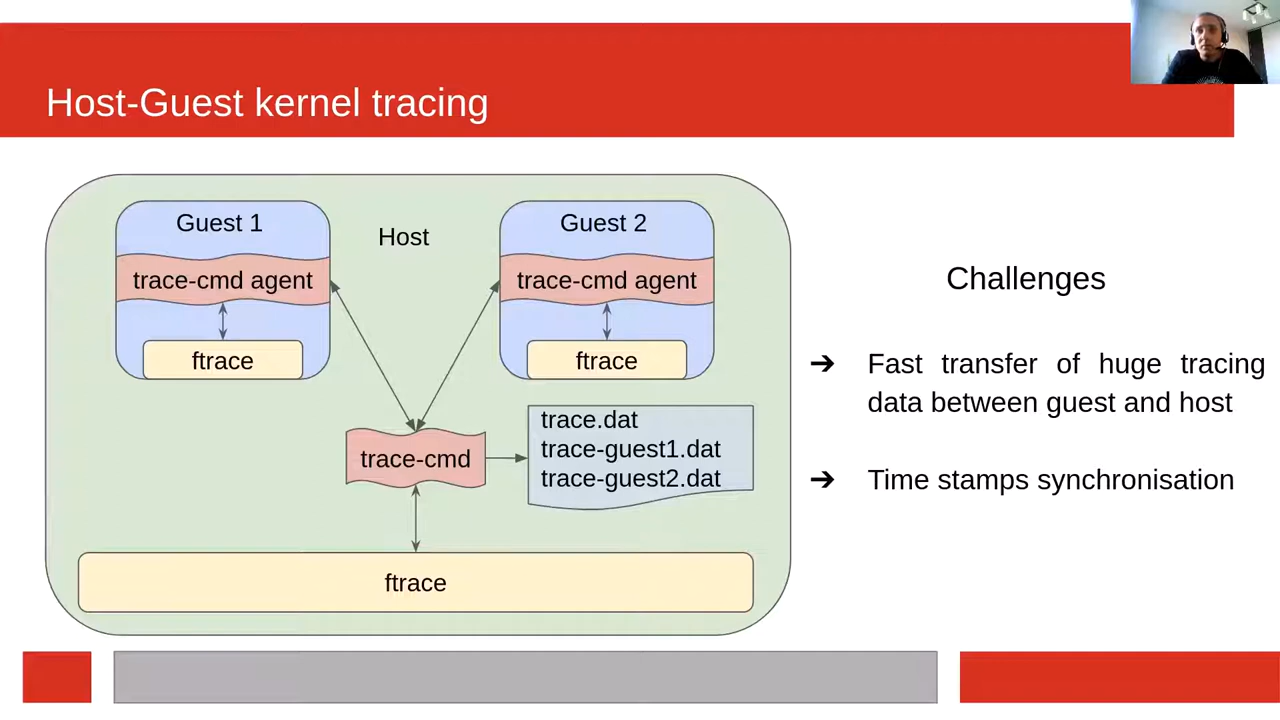 Host-Guest kernel tracing
Guest 1
Host
Guest 2
trace-cmd agent
trace-cmd agent
ftrace
ftrace
trace-cmd
trace.dat
trace-guest1.dat
trace-guest2.dat
ftrace
Challenges
➔ Fast transfer of huge tracing
data between guest and host
➔ Time stamps synchronisation